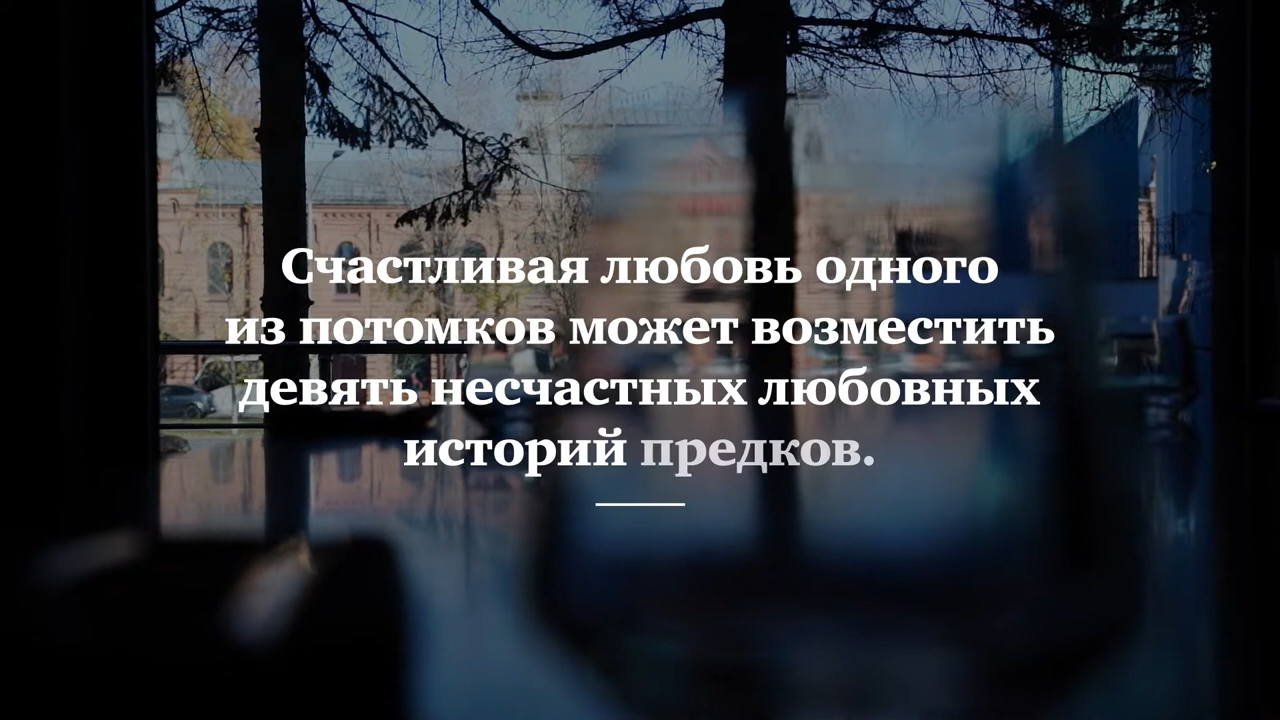 Счастливая любовь одного
из потомков может возместить
девять несчастных любовных
историй предков.